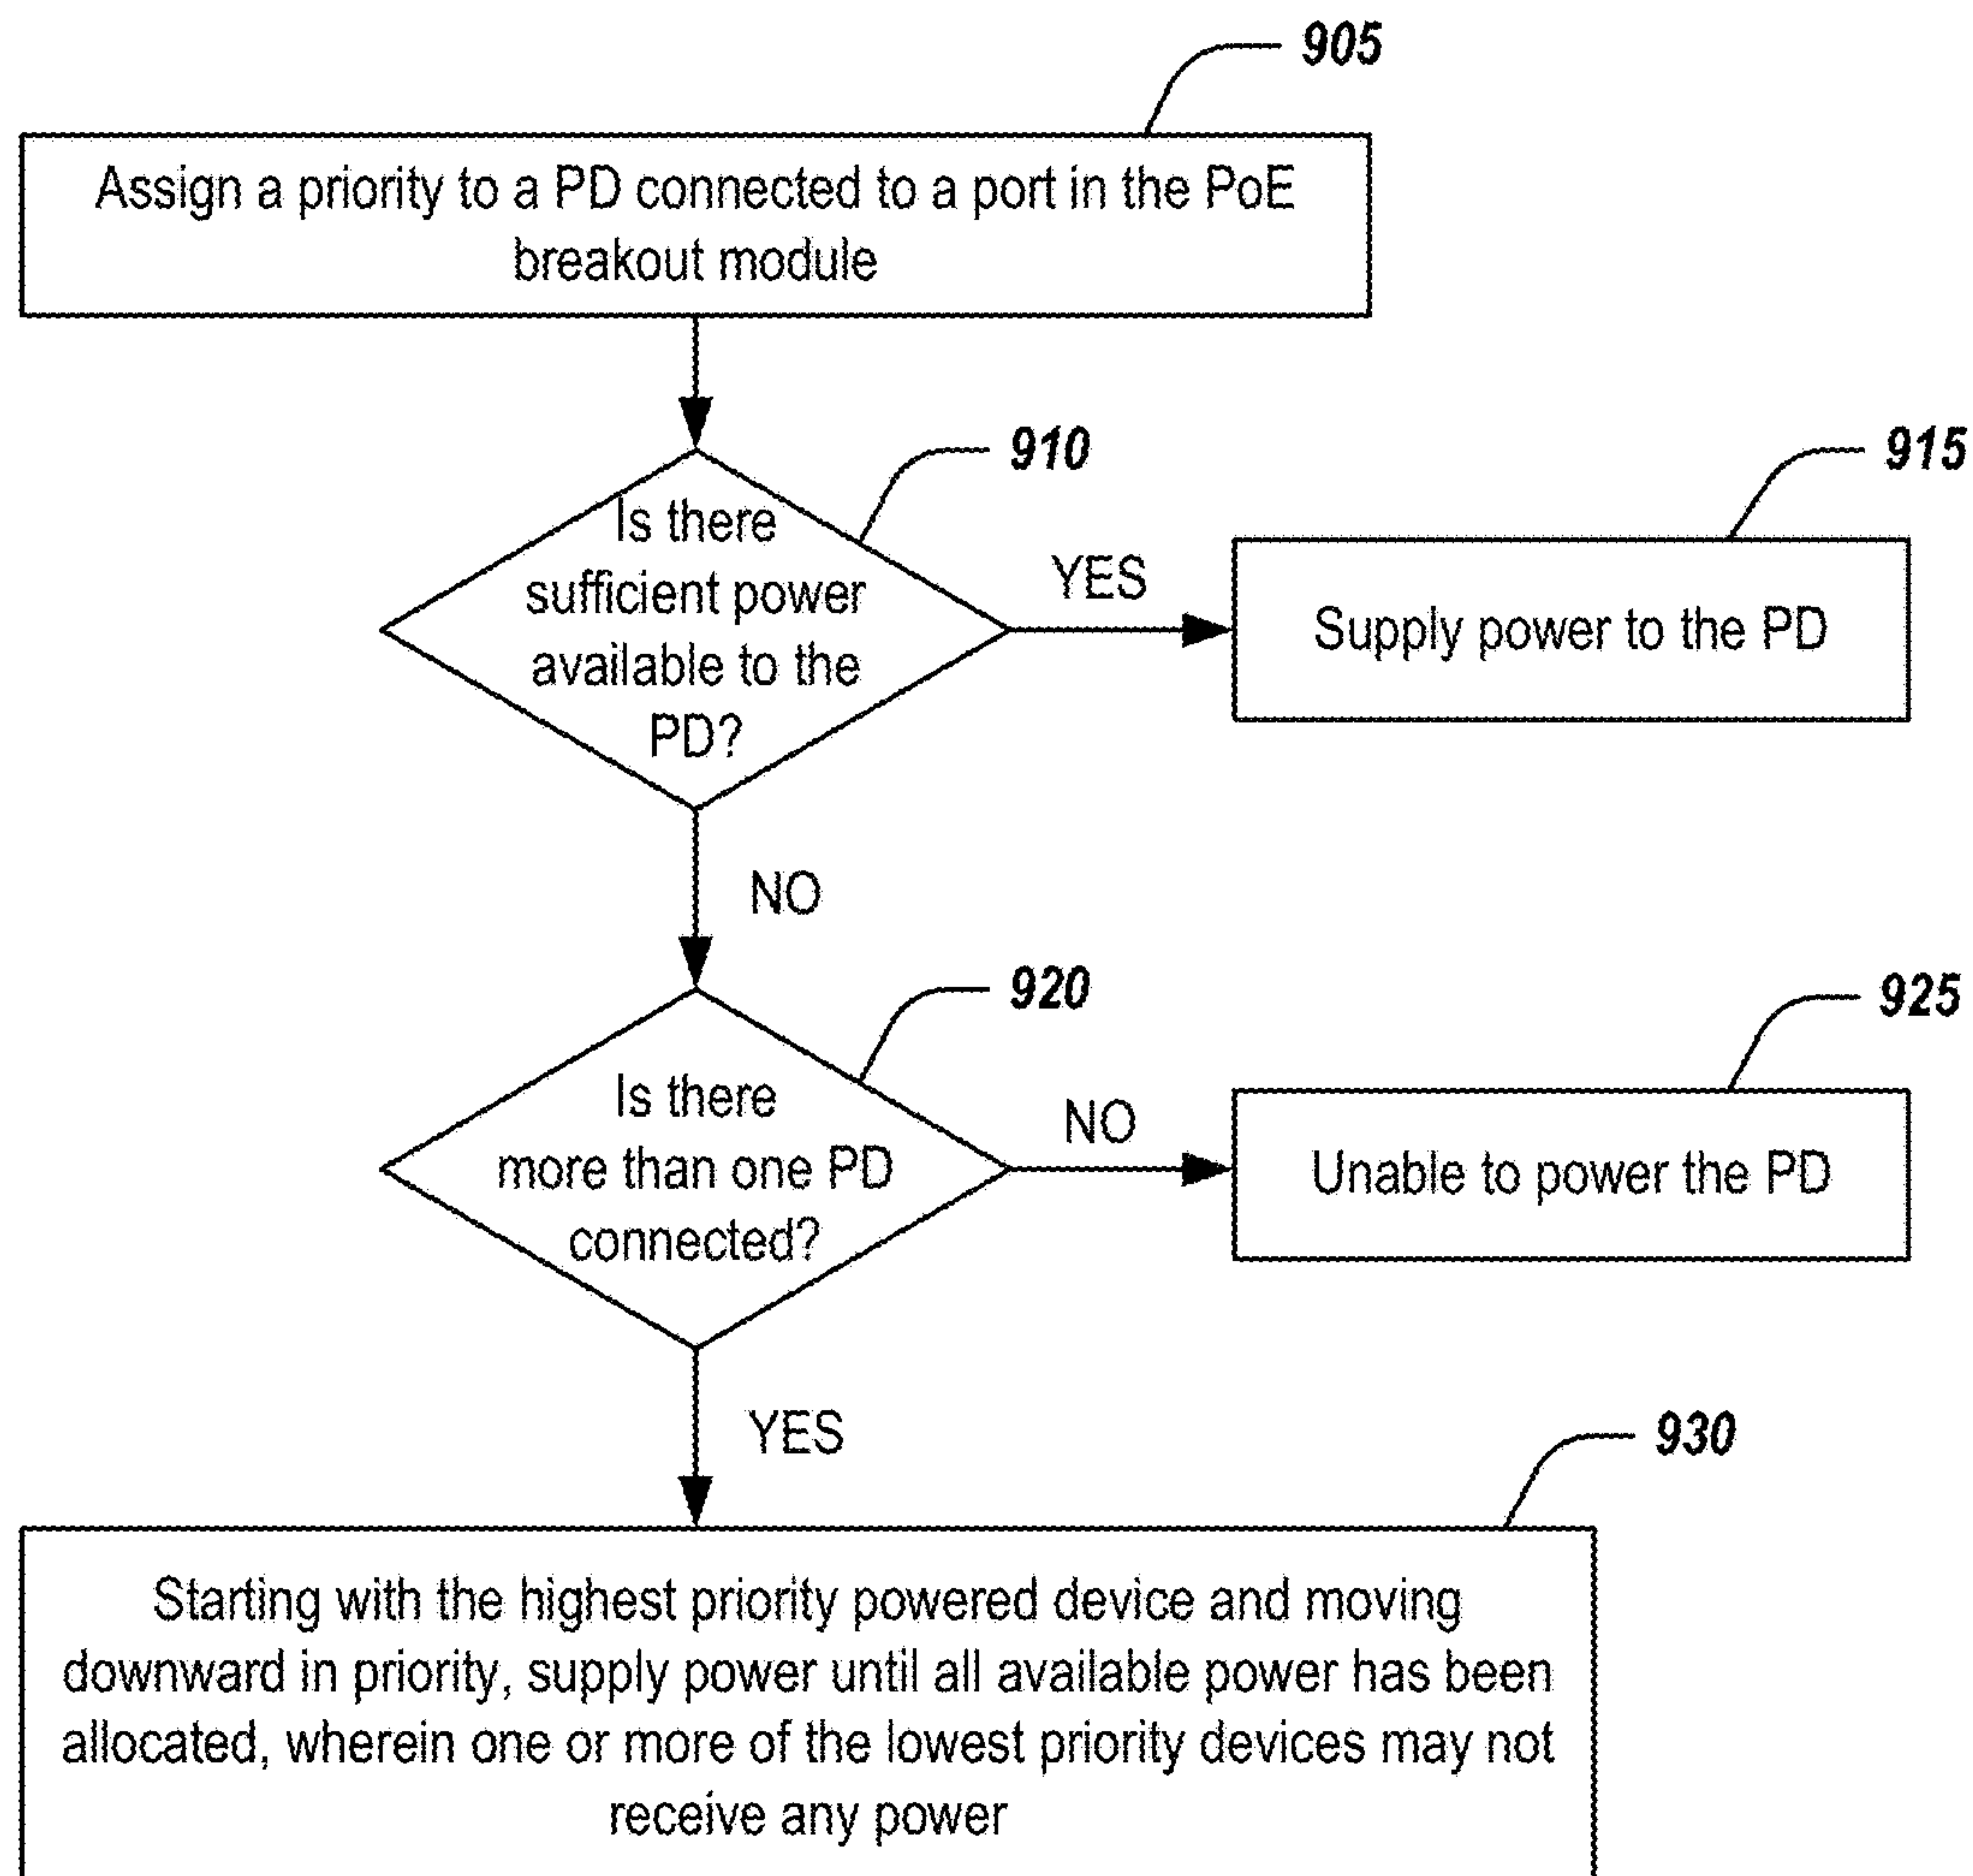 905
Assign a priority to a PD connected to a port in the PoE
breakout module
910
915
Is there
sufficient power
available to the
PD?
YES
Supply power to the PD
NO
920
925
Is there
more than one PD
connected?
NO
Unable to power the PD
YES
930
Starting with the highest priority powered device and moving
downward in priority, supply power until all available power has been
allocated, wherein one or more of the lowest priority devices may not
receive any power